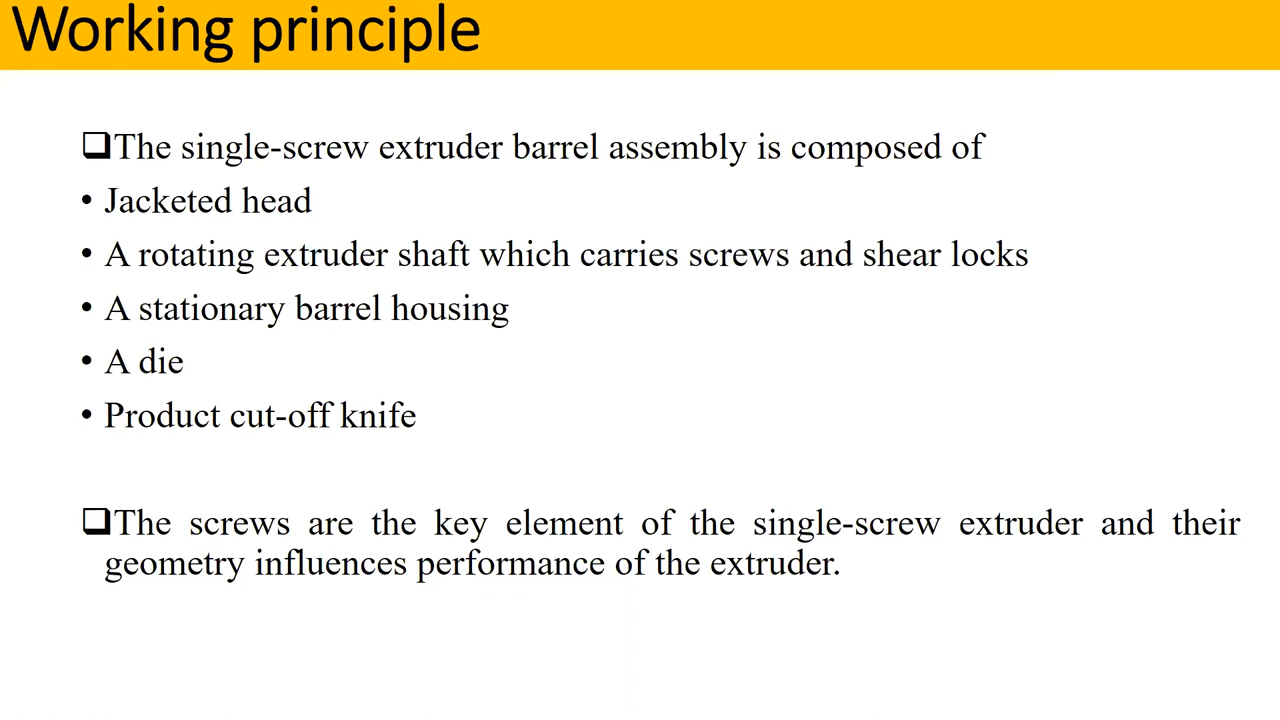 Working principle
❑The single-screw extruder barrel assembly is composed of
• Jacketed head
• A rotating extruder shaft which carries screws and shear locks
• A stationary barrel housing
• A die
• Product cut-off knife
❑The screws are the key element of the single-screw extruder and their
geometry influences performance of the extruder.